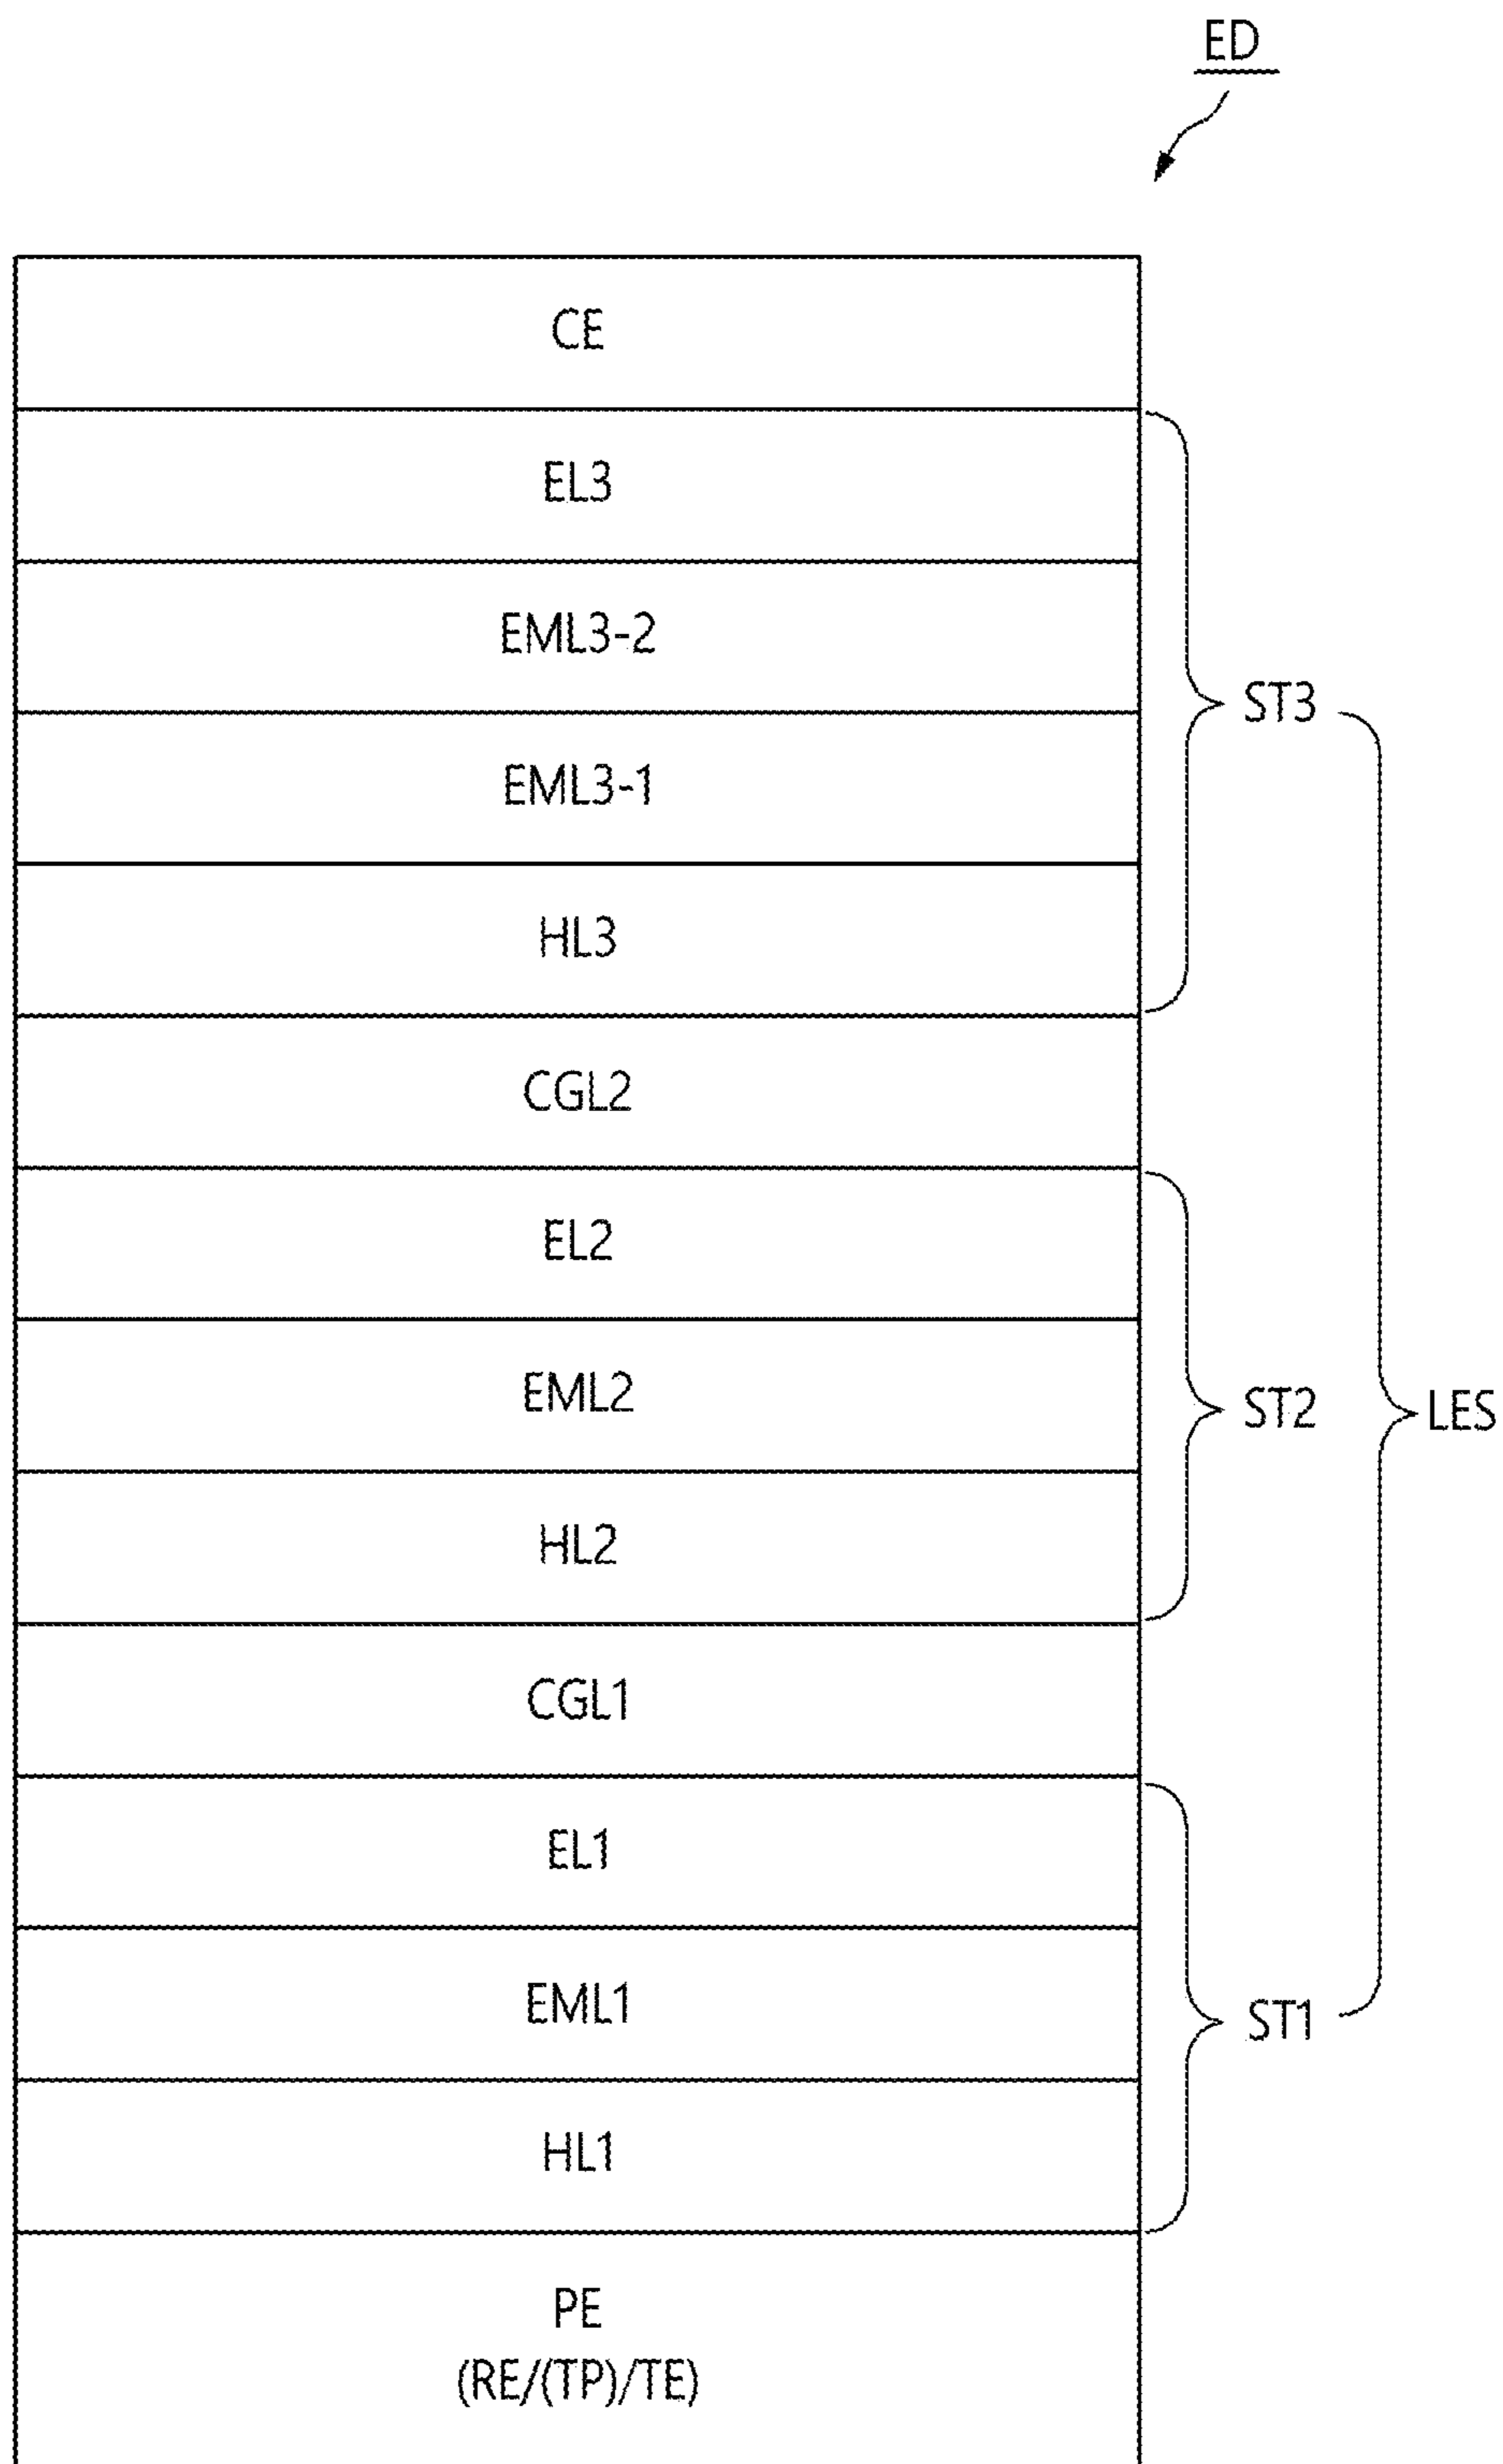 ED
CE
EL3
EML3-2
ST3
EML3-1
HL3
CGL2
EL2
EML2
ST2
LES
HL2
CGL1
EL1
EML1
ST1
HL1
PE
(RE/(TP)/TE)